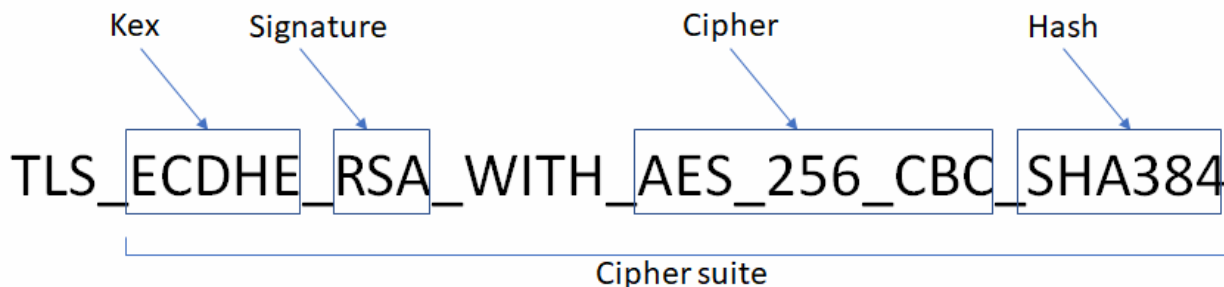 Kex Signature Cipher Hash
TLS_ECDHE_RSA_WITH_AES_256_CBC_SHA384
Cipher suite